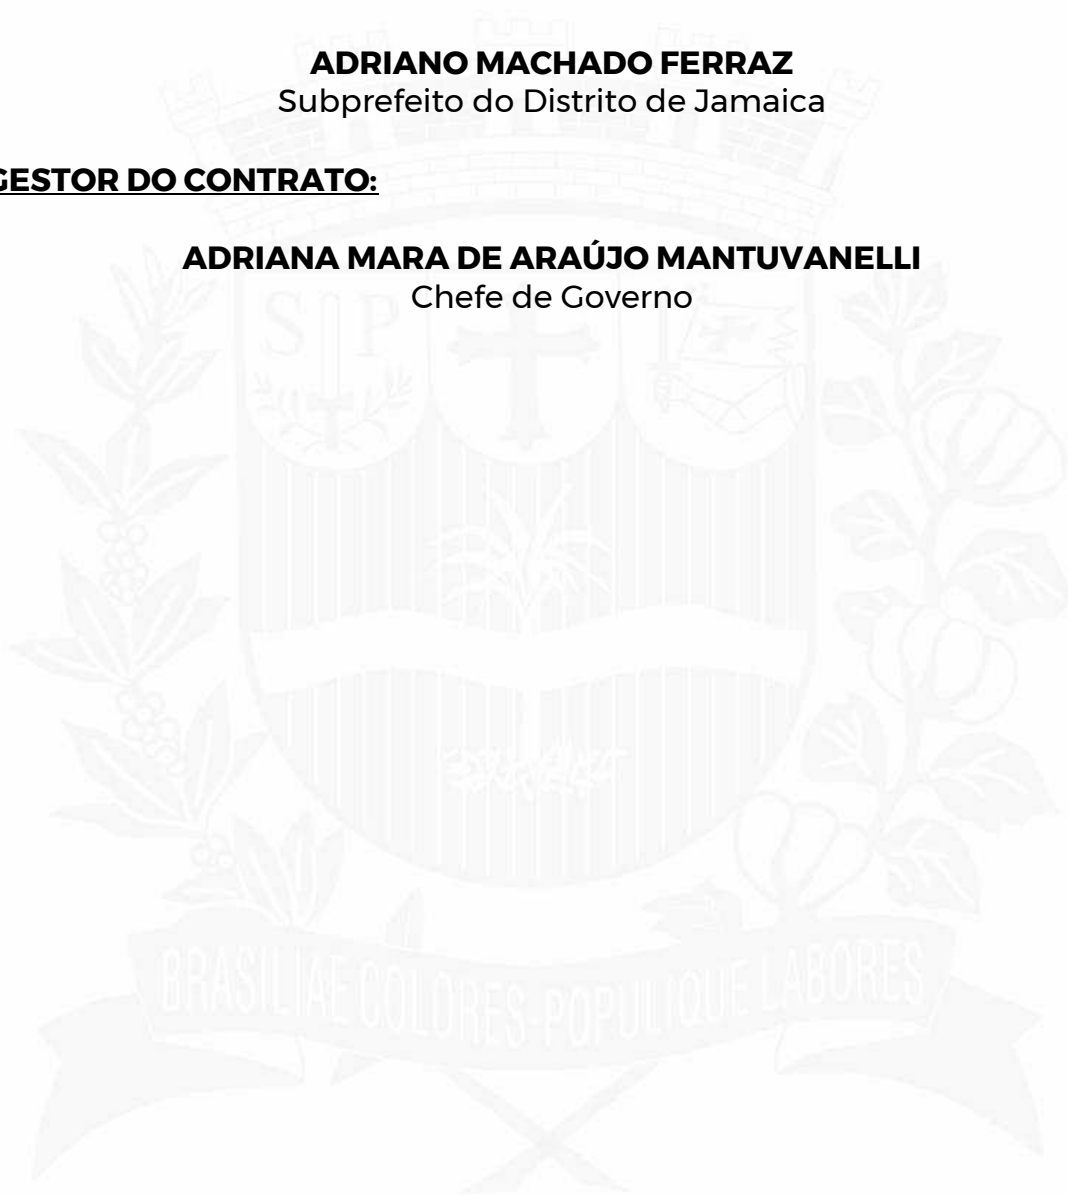 ADRIANO MACHADO FERRAZ
Subprefeito do Distrito de Jamaica
GESTOR DO CONTRATO:
ADRIANA MARA DE ARAÚJO MANTUVANELLI
Chefe de Governo
S P
BRASILIAE COLORES POPULIQUE LABORES